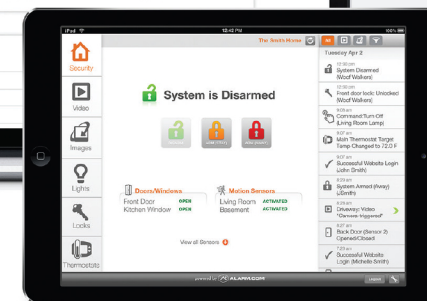 iPad
12:42 PM
100%
The Smith Home
All
Security
Video
Images
Lights
Locks
Thermostats
System is Disarmed
Doors/Windows
Front Door OPEN
Kitchen Window OPEN
Motion Sensors
Living Room ACTIVATED
Basement ACTIVATED
View all Sensors
Tuesday Apr 2
System Disarmed
(Woof Walkers)
Front door lock: Unlocked
(Woof Walkers)
Command: Turn Off
(Living Room Lamp)
Main Thermostat Target
Temp Changed to 72.0 F
Successful Website Login
(John Smith)
System Armed (Away)
(JSmith)
Driveway: Video
"Camera triggered"
Back Door (Sensor 2)
Opened/Closed
Successful Website
Login (Michelle Smith)
powered by ALARM.COM